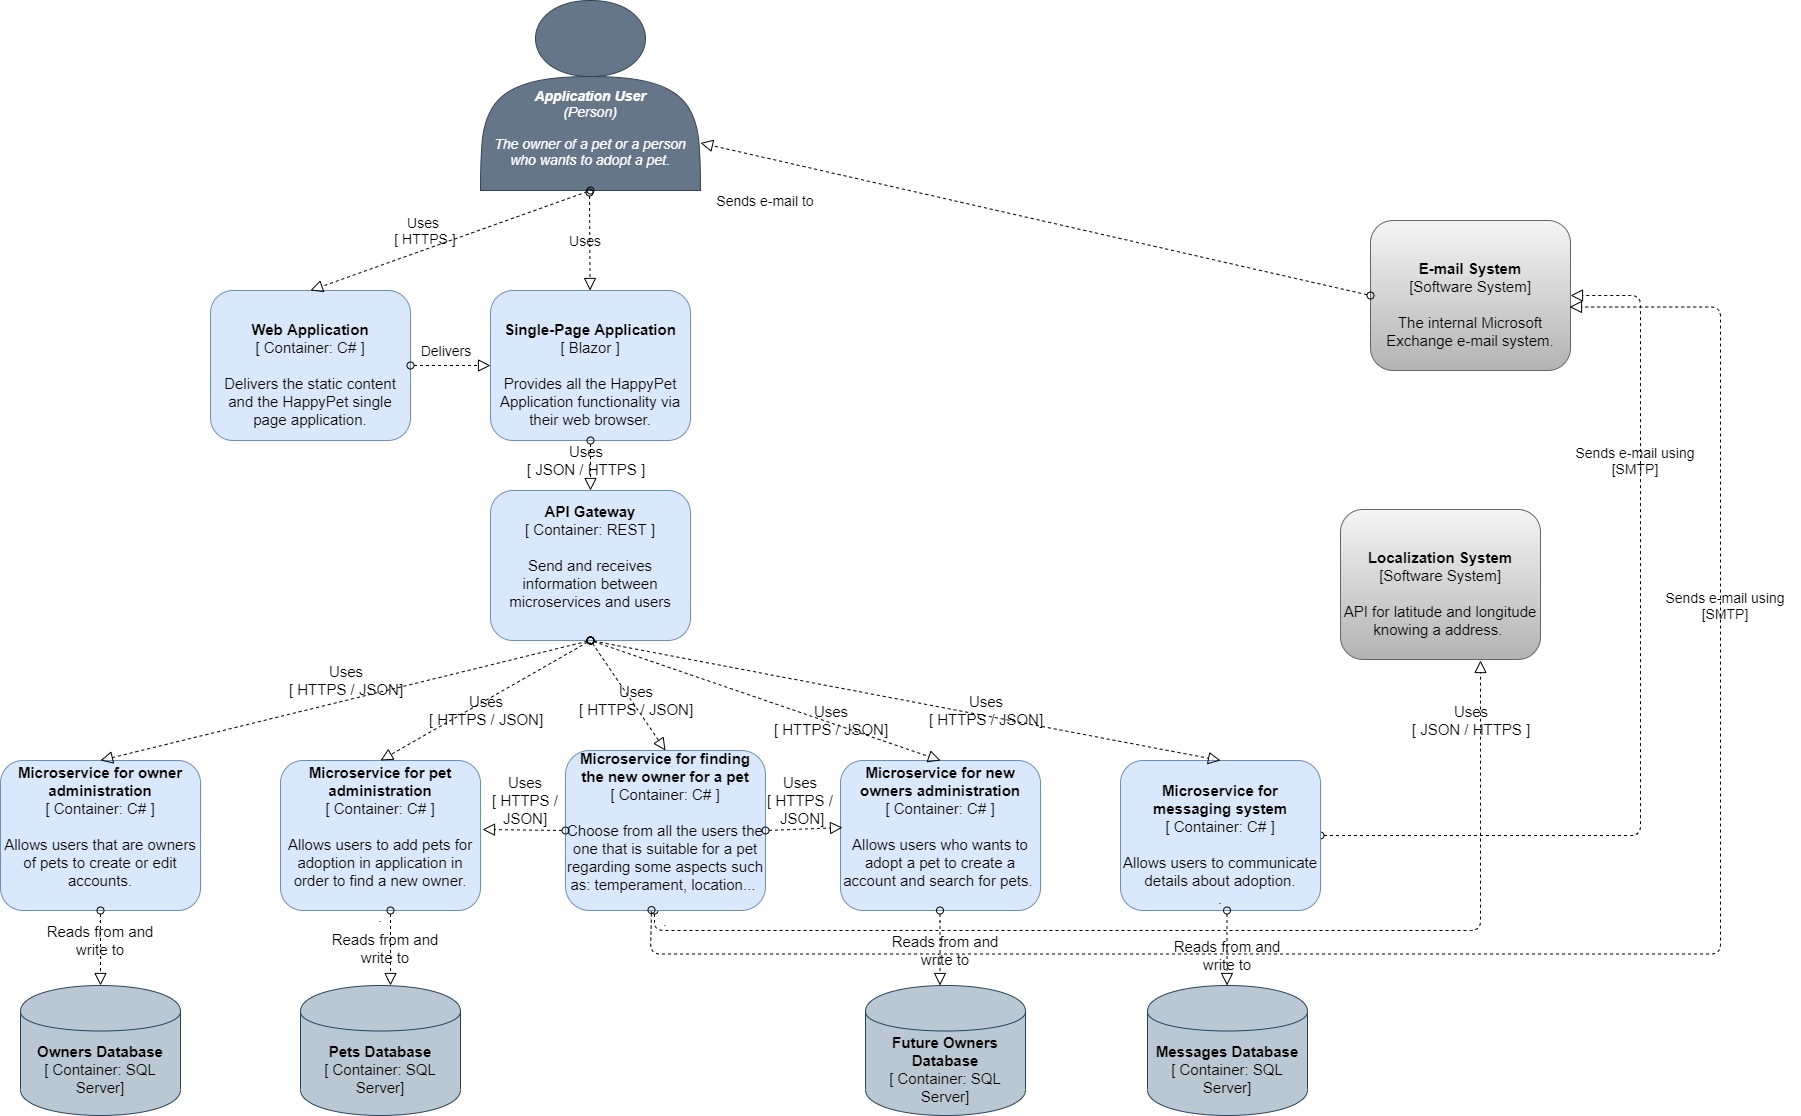 Application User
(Person)
The owner of a pet or a person
who wants to adopt a pet.
Sends e-mail to
Uses
[ HTTPS ]
Uses
E-mail System
[Software System]
The internal Microsoft
Exchange e-mail system.
Web Application
[ Container: C# ]
Delivers the static content
and the HappyPet single
page application.
Delivers
Single-Page Application
[ Blazor ]
Provides all the HappyPet
Application functionality via
their web browser.
Uses
[ JSON / HTTPS ]
Sends e-mail using
[SMTP]
API Gateway
[ Container: REST ]
Send and receives
information between
microservices and users
Localization System
[Software System]
API for latitude and longitude
knowing a address.
Sends e-mail using
[SMTP]
Uses
[ HTTPS / JSON]
Uses
[ HTTPS / JSON]
Uses
[ HTTPS / JSON]
Uses
[ HTTPS / JSON]
Uses
[ HTTPS / JSON]
Uses
[ JSON / HTTPS ]
Microservice for owner
administration
[ Container: C# ]
Allows users that are owners
of pets to create or edit
accounts.
Microservice for pet
administration
[ Container: C# ]
Allows users to add pets for
adoption in application in
order to find a new owner.
Uses
[ HTTPS /
JSON]
Microservice for finding
the new owner for a pet
[ Container: C# ]
Choose from all the users the
one that is suitable for a pet
regarding some aspects such
as: temperament, location...
Uses
[ HTTPS /
JSON]
Microservice for new
owners administration
[ Container: C# ]
Allows users who wants to
adopt a pet to create a
account and search for pets.
Microservice for
messaging system
[ Container: C# ]
Allows users to communicate
details about adoption.
Reads from and
write to
Reads from and
write to
Reads from and
write to
Reads from and
write to
Owners Database
[ Container: SQL
Server]
Pets Database
[ Container: SQL
Server]
Future Owners
Database
[ Container: SQL
Server]
Messages Database
[ Container: SQL
Server]